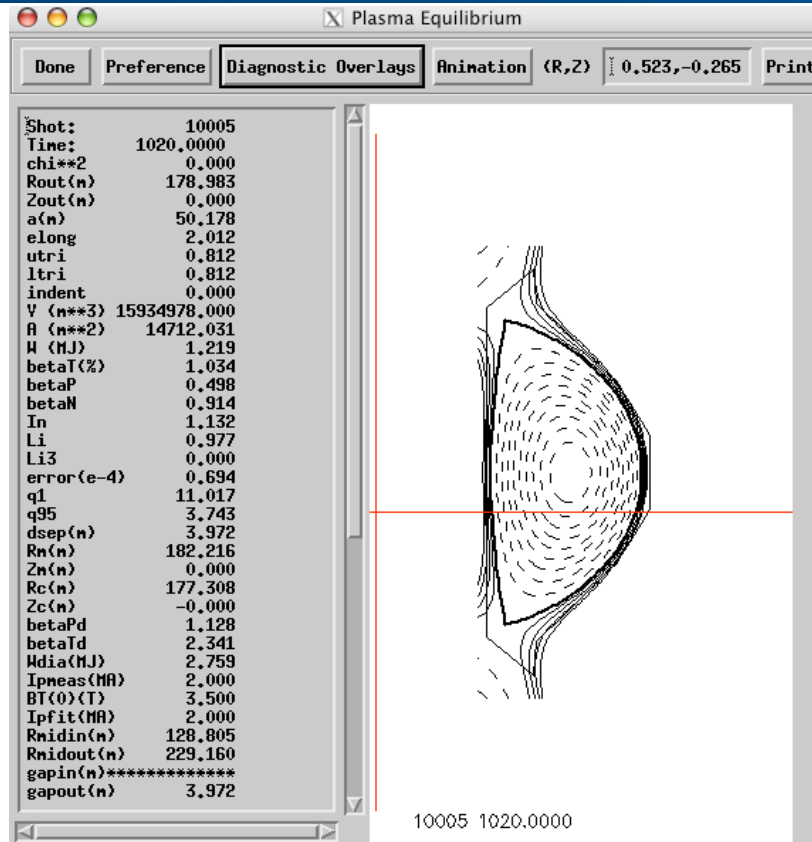 Plasma Equilibrium
Done Preference Diagnostic Overlays Animation (R,Z) 0.523,-0.265 Print
Shot: 10005
Time: 1020.0000
chi**2 0.000
Rout(m) 178.983
Zout(m) 0.000
a(m) 50.178
elong 2.012
utri 0.812
ltri 0.812
indent 0.000
V (m**3) 15934978.000
A (m**2) 14712.031
W (MJ) 1.219
betaT(%) 1.034
betaP 0.498
betaN 0.914
In 1.132
Li 0.977
Li3 0.000
error(e-4) 0.694
q1 11.017
q95 3.743
dsep(m) 3.972
Rm(m) 182.216
Zm(m) 0.000
Rc(m) 177.308
Zc(m) -0.000
betaPd 1.128
betaTd 2.341
Wdia(MJ) 2.759
Ipmeas(MA) 2.000
BT(0)(T) 3.500
Ipfit(MA) 2.000
Rmidin(m) 128.805
Rmidout(m) 229.160
gapin(m)*************
gapout(m) 3.972
10005 1020.0000